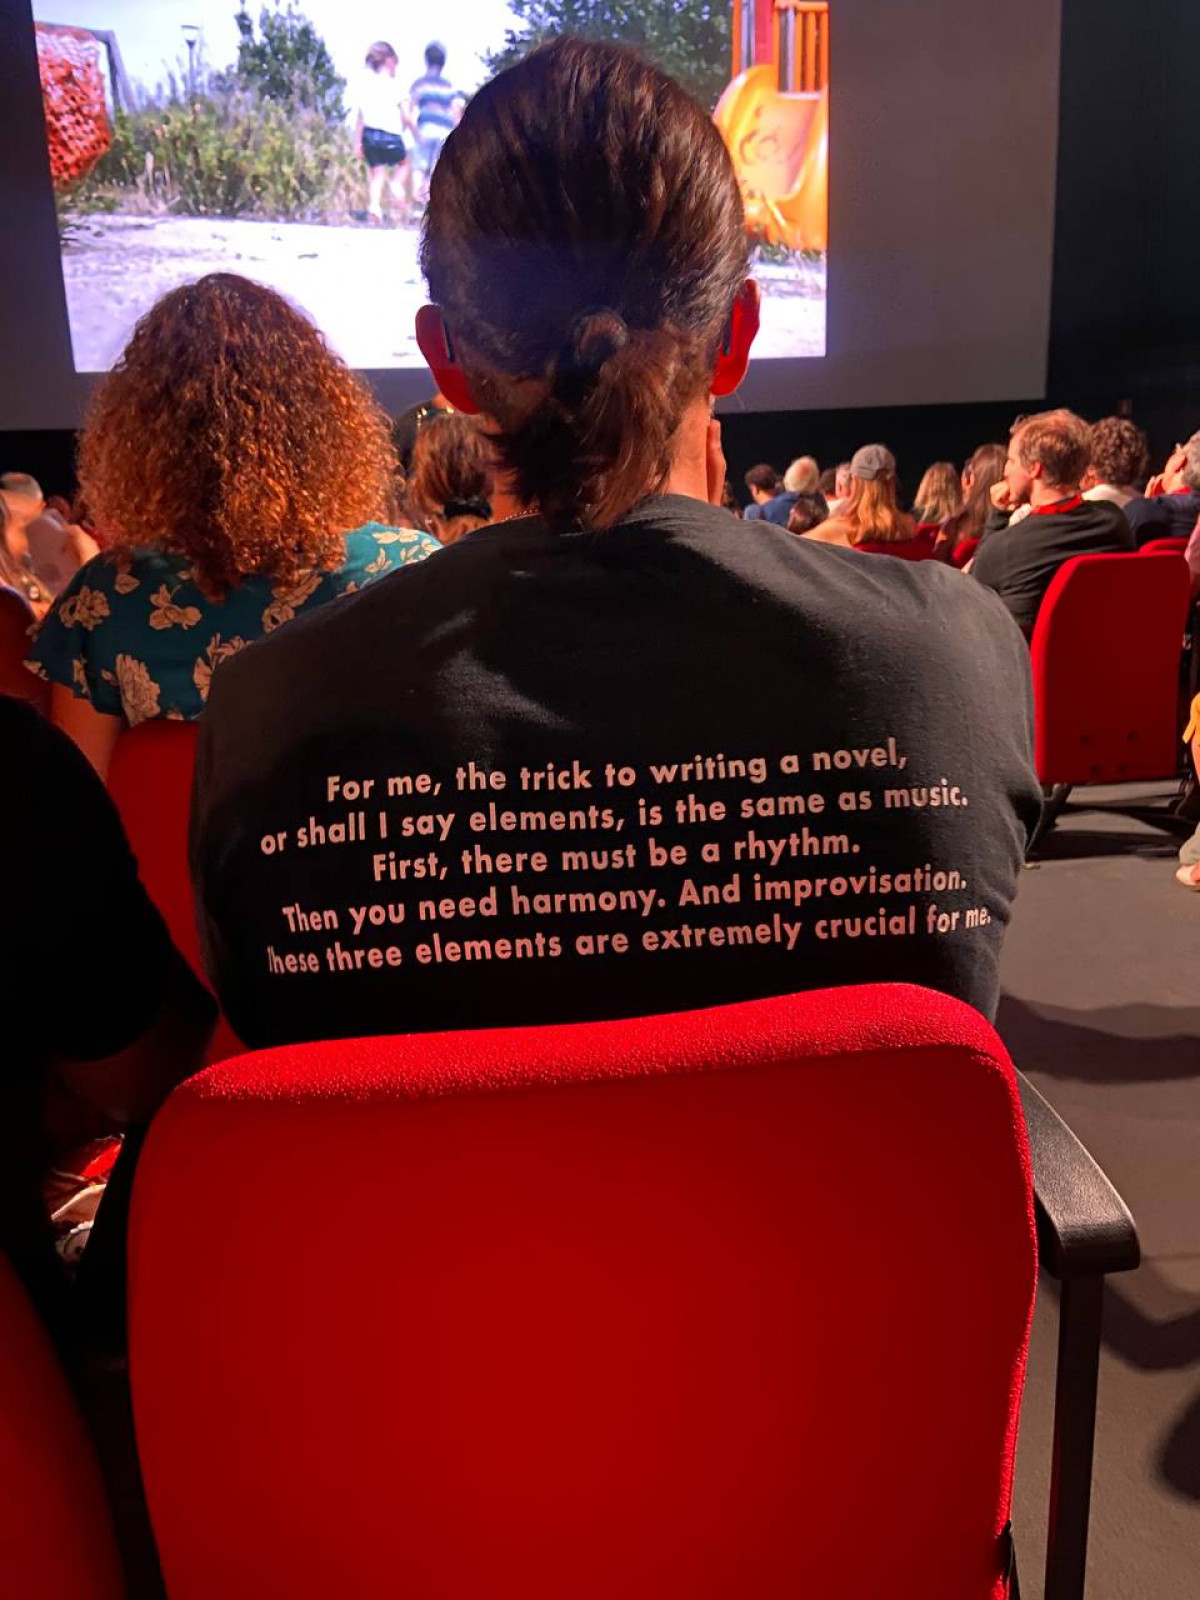 For me, the trick to writing a novel,
or shall I say elements, is the same as music.
First, there must be a rhythm.
Then you need harmony. And improvisation.
These three elements are extremely crucial for me.